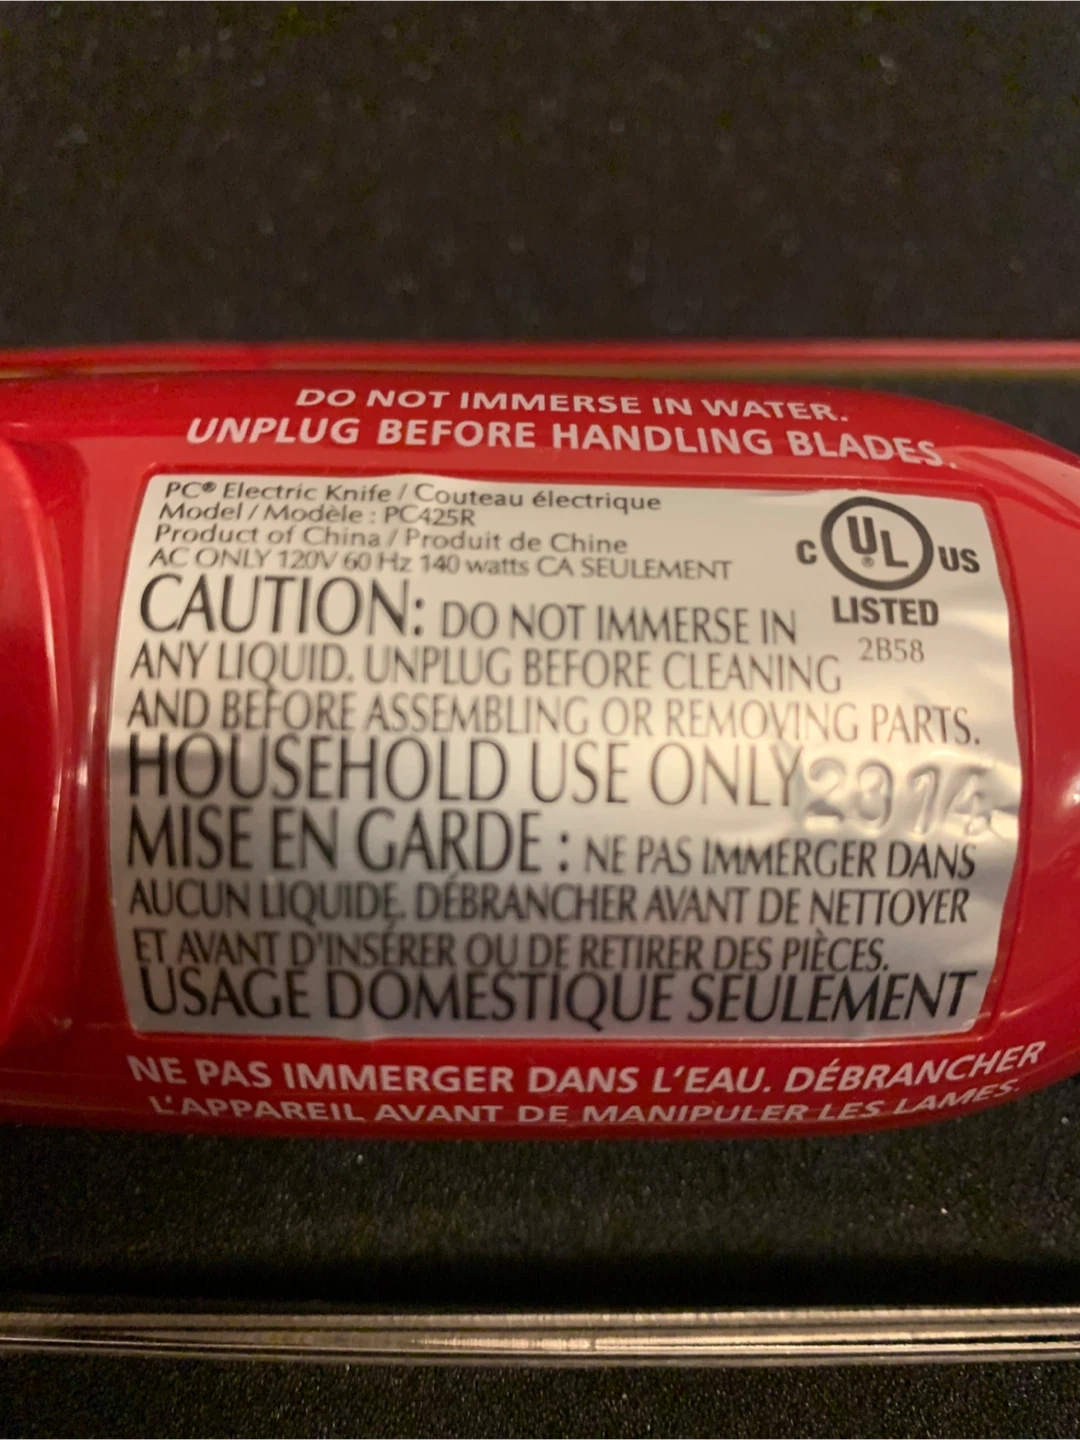 DO NOT IMMERSE IN WATER.
UNPLUG BEFORE HANDLING BLADES.
PC® Electric Knife / Couteau électrique
Model / Modèle : PC425R
Product of China / Produit de Chine
AC ONLY 120V 60 Hz 140 watts CA SEULEMENT
C UL ® US
LISTED
2B58
CAUTION: DO NOT IMMERSE IN
ANY LIQUID. UNPLUG BEFORE CLEANING
AND BEFORE ASSEMBLING OR REMOVING PARTS.
HOUSEHOLD USE ONLY
MISE EN GARDE : NE PAS IMMERGER DANS
AUCUN LIQUIDE. DÉBRANCHER AVANT DE NETTOYER
ET AVANT D'INSÉRER OU DE RETIRER DES PIÈCES.
USAGE DOMESTIQUE SEULEMENT
NE PAS IMMERGER DANS L'EAU. DÉBRANCHER
L'APPAREIL AVANT DE MANIPULER LES LAMES.